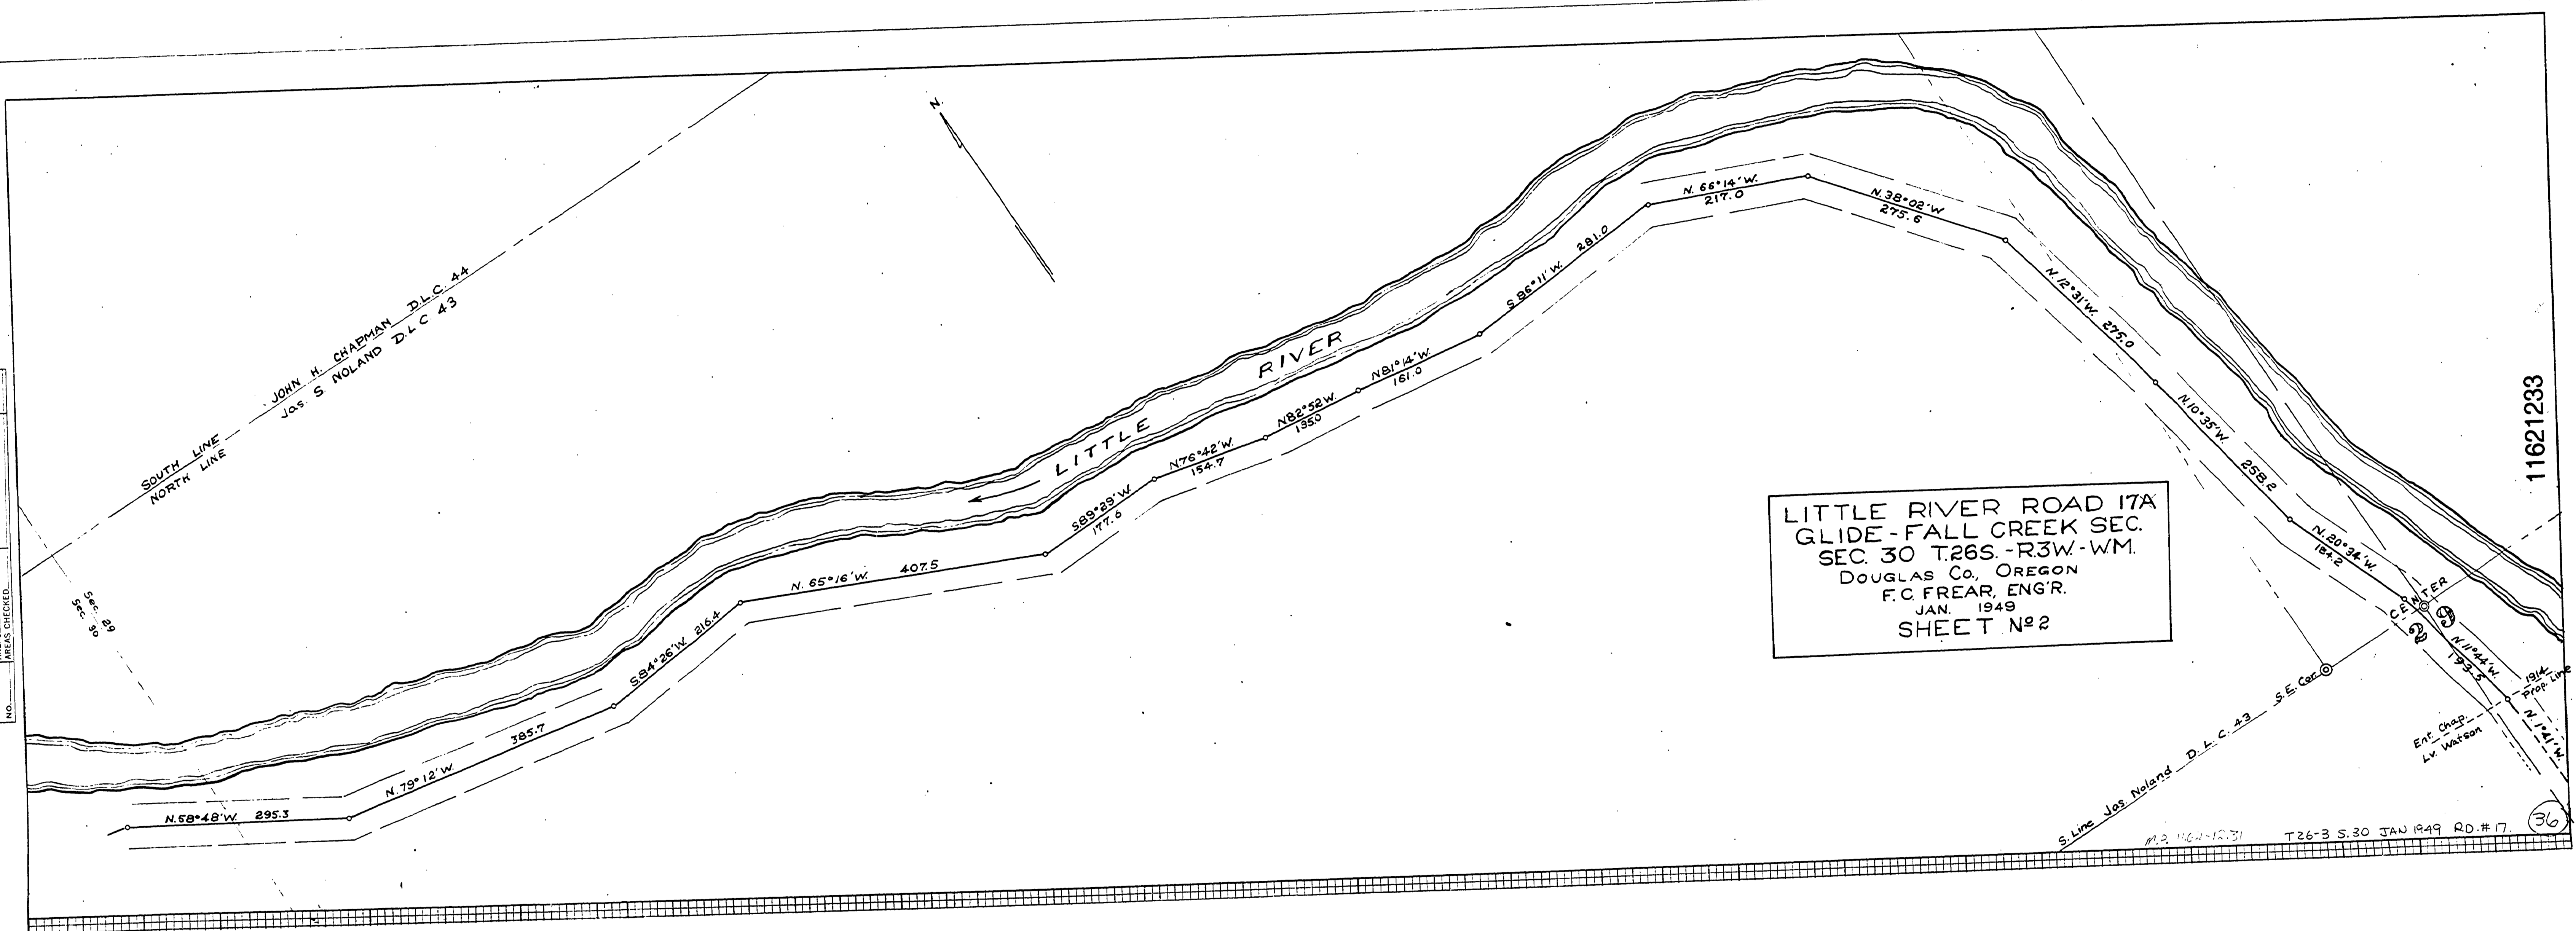 N.
SOUTH LINE JOHN H. CHAPMAN D.L.C. 44
NORTH LINE Jas. S. NOLAND D.L.C. 43
Sec. 29
Sec. 30
NO.
AREAS CHECKED
LITTLE RIVER
N.58°48'W. 295.3
N.79°12'W. 385.7
S.84°26'W. 216.4
N. 65°16'W. 407.5
S89°29'W.
177.6
N76°42'W.
154.7
N82°52'W.
135.0
N81°14'W.
161.0
S 86°11'W. 281.0
N. 66°14'W.
217.0
N.38°02'W
275.6
N.12°31'W. 275.0
N.10°35'W. 258.2
N.20°34'W.
184.2
CENTER
29
N.11°44'W.
193.5
1914
Prop. Line
N. 1°41'W.
Ent. Chap.
Lv. Watson
S. Line Jas. Noland D. L. C. 43 S.E. Cor.
LITTLE RIVER ROAD 17A
GLIDE-FALL CREEK SEC.
SEC. 30 T.26S.-R.3W.-W.M.
DOUGLAS CO., OREGON
F.C. FREAR, ENG'R.
JAN. 1949
SHEET Nº 2
11621233
T26-3 S.30 JAN 1949 RD.#17
36